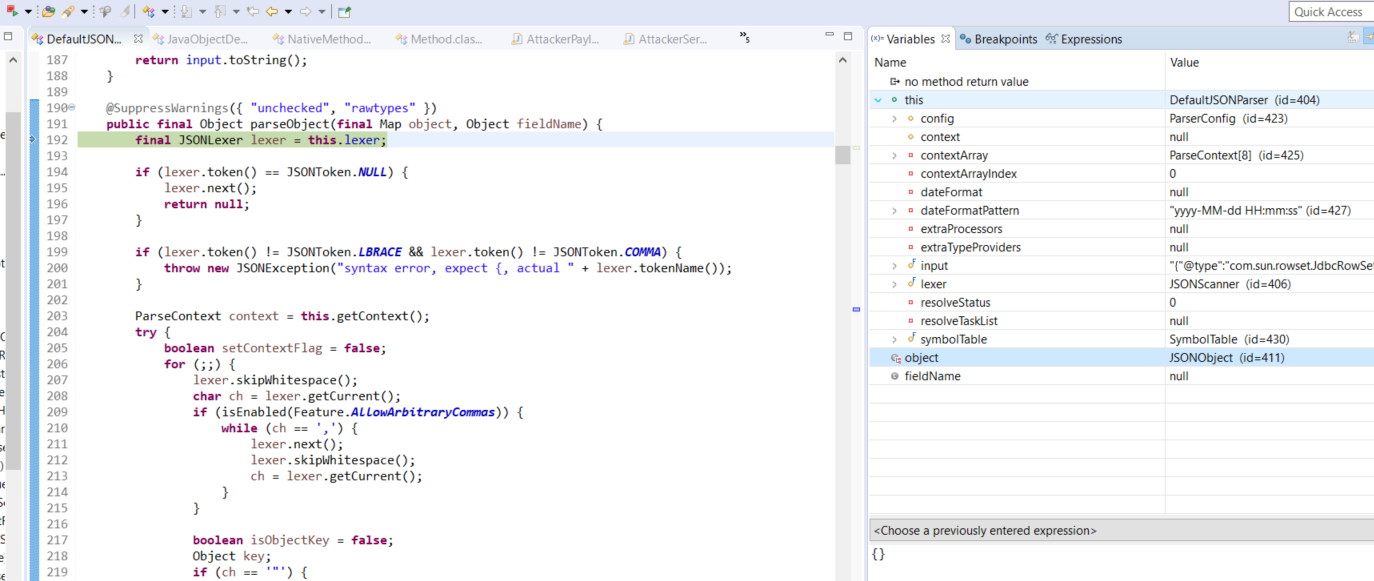 Quick Access
DefaultJSON...
JavaObjectDe...
NativeMethod...
Method.clas...
AttackerPayl...
AttackerSer...
»5
187 return input.toString();
188 }
189
190 @SuppressWarnings({ "unchecked", "rawtypes" })
191 public final Object parseObject(final Map object, Object fieldName) {
192 final JSONLexer lexer = this.lexer;
193
194 if (lexer.token() == JSONToken.NULL) {
195 lexer.next();
196 return null;
197 }
198
199 if (lexer.token() != JSONToken.LBRACE && lexer.token() != JSONToken.COMMA) {
200 throw new JSONException("syntax error, expect {, actual " + lexer.tokenName());
201 }
202
203 ParseContext context = this.getContext();
204 try {
205 boolean setContextFlag = false;
206 for (;;) {
207 lexer.skipWhitespace();
208 char ch = lexer.getCurrent();
209 if (isEnabled(Feature.AllowArbitraryCommas)) {
210 while (ch == ',') {
211 lexer.next();
212 lexer.skipWhitespace();
213 ch = lexer.getCurrent();
214 }
215 }
216
217 boolean isObjectKey = false;
218 Object key;
219 if (ch == '"') {
(x)= Variables
Breakpoints
Expressions
Name Value
no method return value
this DefaultJSONParser (id=404)
config ParserConfig (id=423)
context null
contextArray ParseContext[8] (id=425)
contextArrayIndex 0
dateFormat null
dateFormatPattern "yyyy-MM-dd HH:mm:ss" (id=427)
extraProcessors null
extraTypeProviders null
input "{"@type":"com.sun.rowset.JdbcRowSet
lexer JSONScanner (id=406)
resolveStatus 0
resolveTaskList null
symbolTable SymbolTable (id=430)
object JSONObject (id=411)
fieldName null
<Choose a previously entered expression>
{}